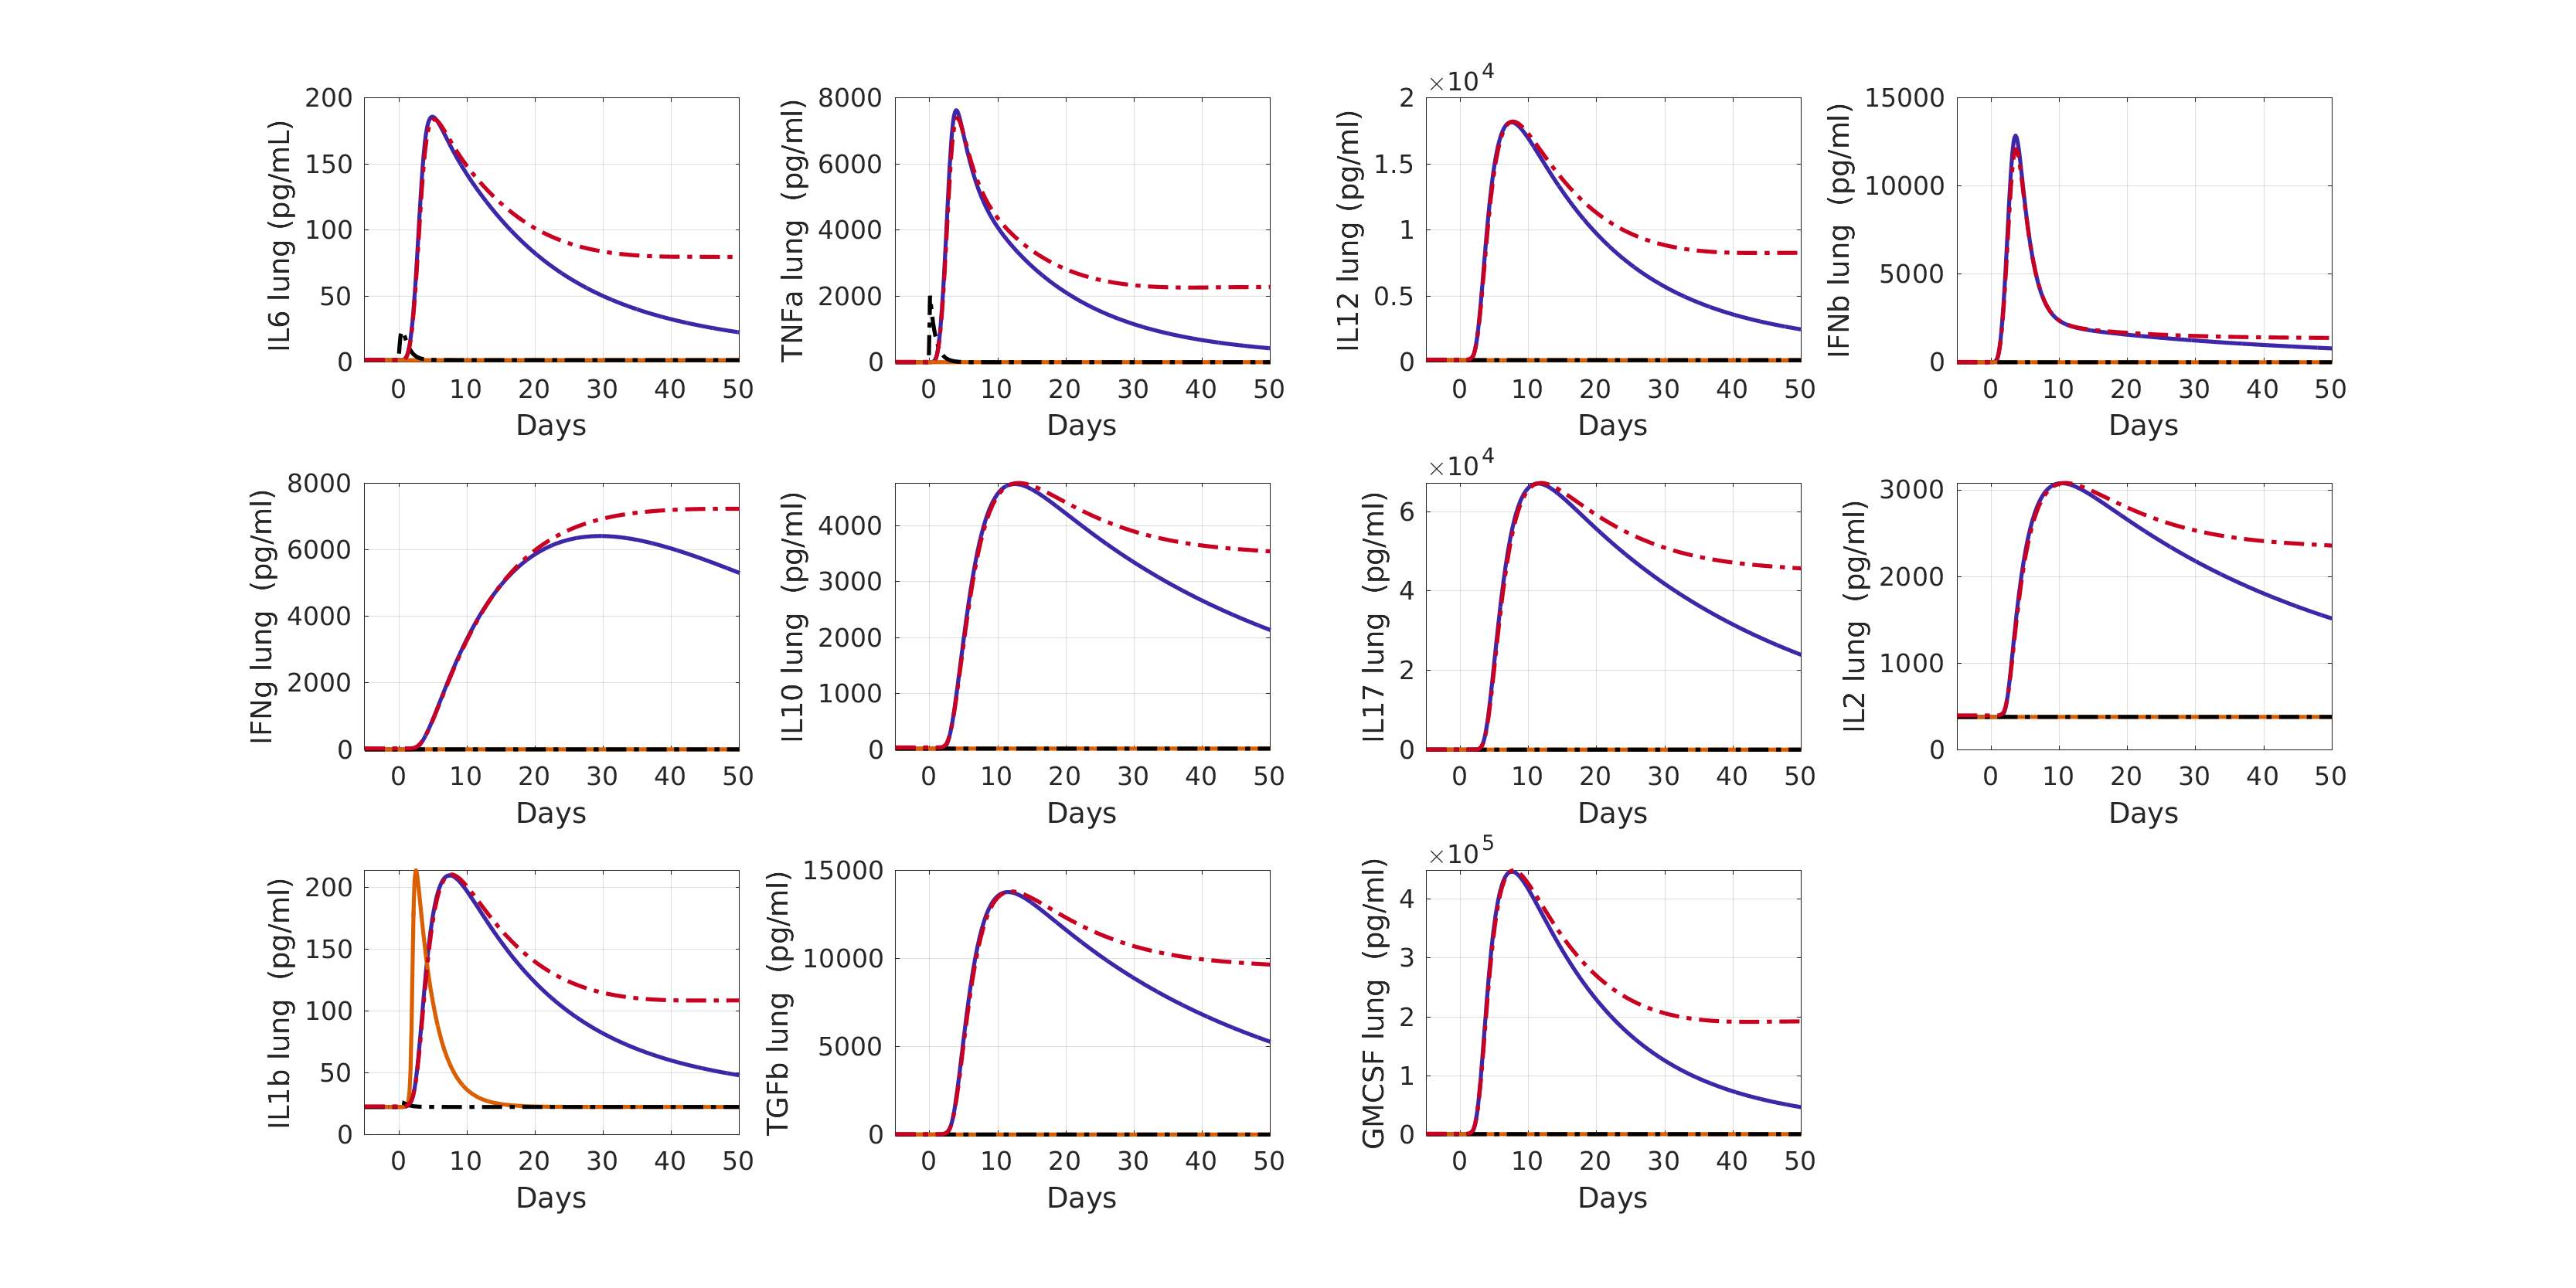 IL6 lung (pg/mL)
200
150
100
50
0
0 10 20 30 40 50
Days
TNFa lung (pg/ml)
8000
6000
4000
2000
0
0 10 20 30 40 50
Days
×10^4
IL12 lung (pg/ml)
2
1.5
1
0.5
0
0 10 20 30 40 50
Days
IFNb lung (pg/ml)
15000
10000
5000
0
0 10 20 30 40 50
Days
IFNg lung (pg/ml)
8000
6000
4000
2000
0
0 10 20 30 40 50
Days
IL10 lung (pg/ml)
4000
3000
2000
1000
0
0 10 20 30 40 50
Days
×10^4
IL17 lung (pg/ml)
6
4
2
0
0 10 20 30 40 50
Days
IL2 lung (pg/ml)
3000
2000
1000
0
0 10 20 30 40 50
Days
IL1b lung (pg/ml)
200
150
100
50
0
0 10 20 30 40 50
Days
TGFb lung (pg/ml)
15000
10000
5000
0
0 10 20 30 40 50
Days
×10^5
GMCSF lung (pg/ml)
4
3
2
1
0
0 10 20 30 40 50
Days